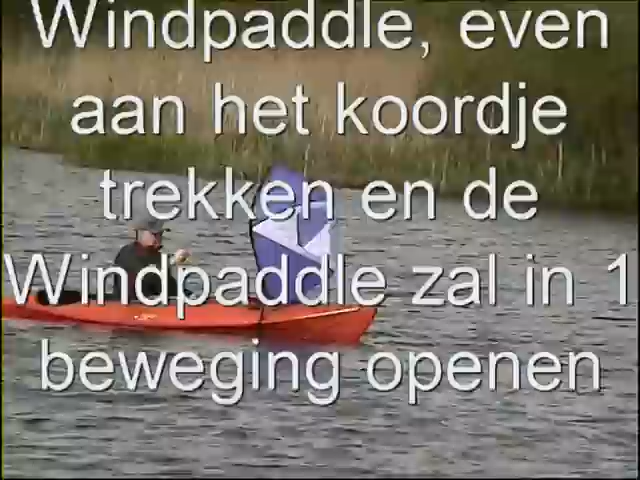 Windpaddle, even
aan het koordje
trekken en de
Windpaddle zal in 1
beweging openen